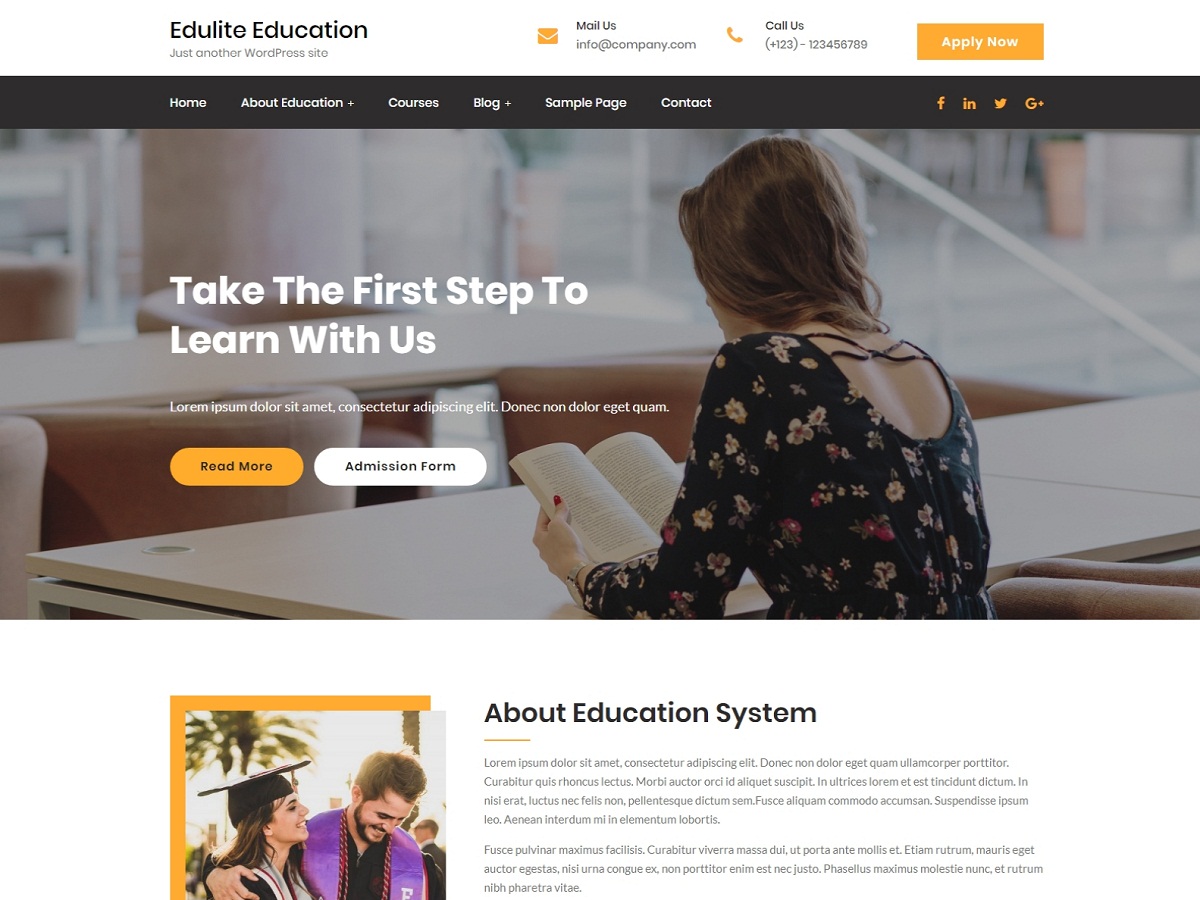 Edulite Education
Just another WordPress site
Mail Us
info@company.com
Call Us
(+123) - 123456789
Apply Now
Home
About Education +
Courses
Blog +
Sample Page
Contact
Take The First Step To
Learn With Us
Lorem ipsum dolor sit amet, consectetur adipiscing elit. Donec non dolor eget quam.
Read More
Admission Form
About Education System
Lorem ipsum dolor sit amet, consectetur adipiscing elit. Donec non dolor eget quam ullamcorper porttitor.
Curabitur quis rhoncus lectus. Morbi auctor orci id aliquet suscipit. In ultrices lorem et est tincidunt dictum. In
nisi erat, luctus nec felis non, pellentesque dictum sem.Fusce aliquam commodo accumsan. Suspendisse ipsum
leo. Aenean interdum mi in elementum lobortis.
Fusce pulvinar maximus facilisis. Curabitur viverra massa dui, ut porta ante mollis et. Etiam rutrum, mauris eget
auctor egestas, nisi urna congue ex, non porttitor enim est nec justo. Phasellus maximus molestie nunc, et rutrum
nibh pharetra vitae.